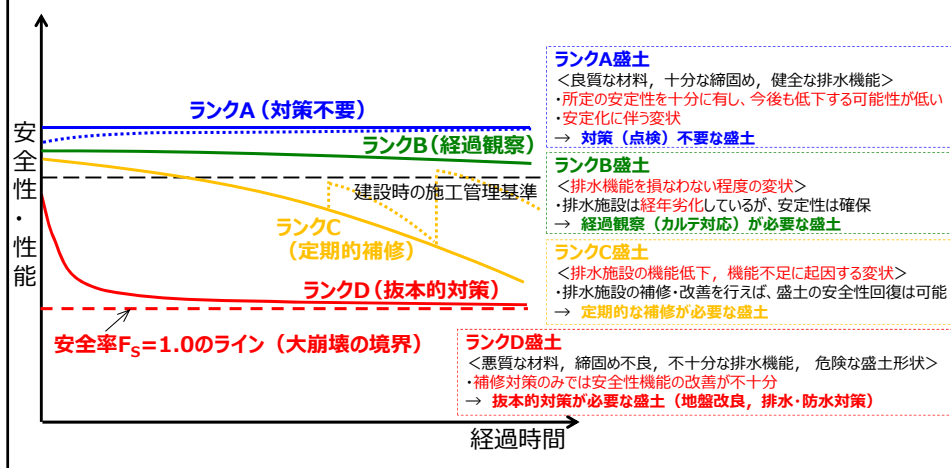 安全性・性能
ランクA（対策不要）
ランクB（経過観察）
建設時の施工管理基準
ランクC
（定期的補修）
ランクD（抜本的対策）
安全率FS=1.0のライン（大崩壊の境界）
経過時間
ランクA盛土
＜良質な材料，十分な締固め，健全な排水機能＞
・所定の安定性を十分に有し、今後も低下する可能性が低い
・安定化に伴う変状
→ 対策（点検）不要な盛土
ランクB盛土
＜排水機能を損なわない程度の変状＞
・排水施設は経年劣化しているが、安定性は確保
→ 経過観察（カルテ対応）が必要な盛土
ランクC盛土
＜排水施設の機能低下，機能不足に起因する変状＞
・排水施設の補修・改善を行えば、盛土の安全性回復は可能
→ 定期的な補修が必要な盛土
ランクD盛土
＜悪質な材料，締固め不良，不十分な排水機能， 危険な盛土形状＞
・補修対策のみでは安全性機能の改善が不十分
→ 抜本的対策が必要な盛土（地盤改良，排水・防水対策）